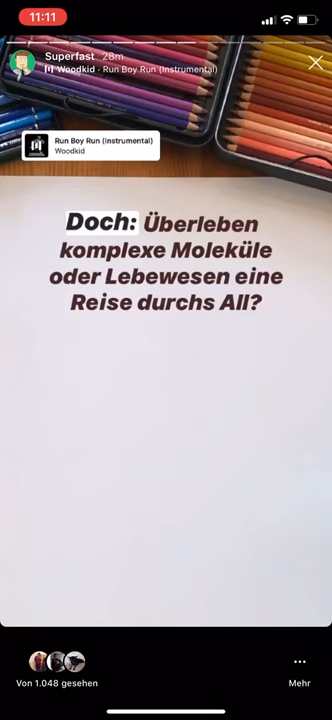 11:11
Superfast 28m
Woodkid · Run Boy Run (Instrumental)
Run Boy Run (Instrumental)
Woodkid
Doch: Überleben
komplexe Moleküle
oder Lebewesen eine
Reise durchs All?
Von 1.048 gesehen
Mehr